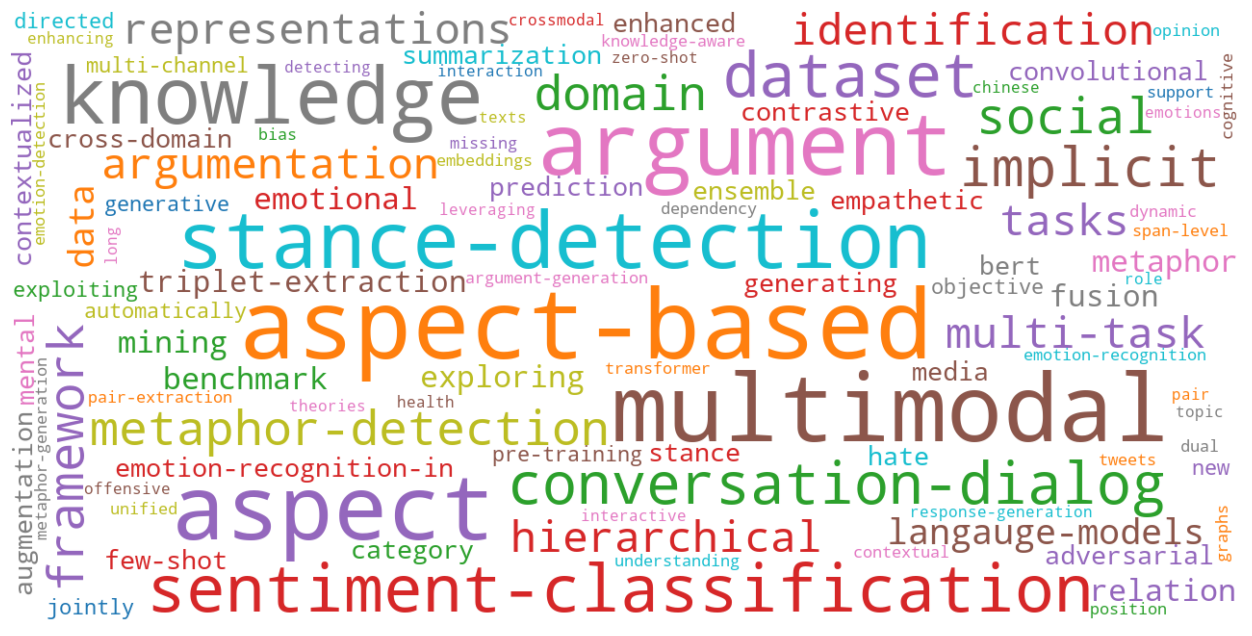 directed
representations
crossmodal
enhanced
identification
opinion
enhancing
knowledge-aware
summarization
zero-shot
multi-channel
detecting
interaction
knowledge
dataset
convolutional
contextualized
domain
chinese
support
cognitive
emotions
contrastive
social
emotion-detection
cross-domain
bias
texts
argument
missing
embeddings
argumentation
implicit
prediction
ensemble
data
generative
emotional
leveraging
dependency
empathetic
tasks
dynamic
span-level
long
stance-detection
triplet-extraction
argument-generation
generating
bert
objective
metaphor
role
exploiting
fusion
automatically
aspect-based
multi-task
mining
framework
mental
emotion-recognition
benchmark
exploring
transformer
media
multimodal
pair-extraction
theories
health
pair
topic
metaphor-generation
augmentation
metaphor-detection
pre-training
stance
hate
dual
tweets
new
emotion-recognition-in
conversation-dialog
offensive
aspect
unified
interactive
response-generation
hierarchical
langauge-models
graphs
few-shot
category
understanding
contextual
adversarial
sentiment-classification
relation
jointly
position